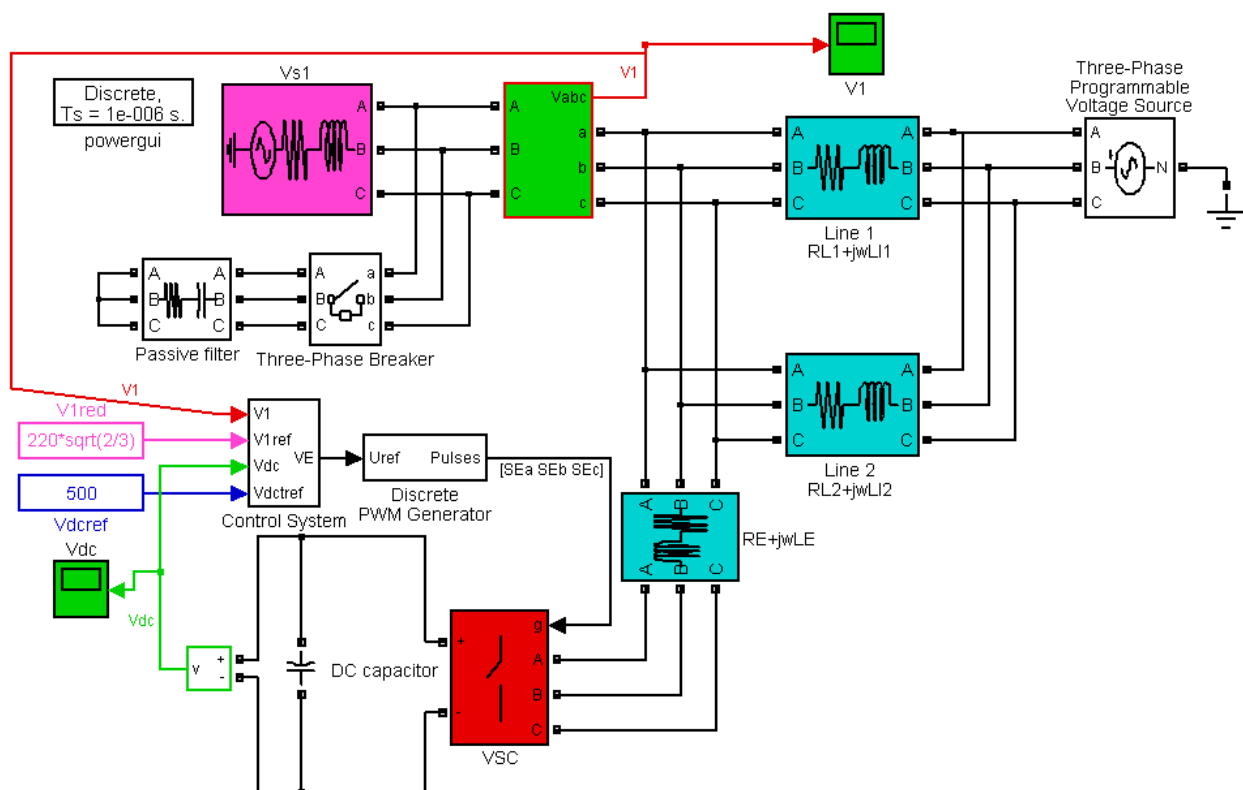 Discrete,
Ts = 1e-006 s.
powergui
Vs1
A
B
C
A
B
C
Vabc
a
b
c
V1
V1
Three-Phase
Programmable
Voltage Source
A
B
C
N
A
B
C
A
B
C
Line 1
RL1+jwLl1
A
B
C
A
B
C
Passive filter
A
B
C
a
b
c
Three-Phase Breaker
A
B
C
A
B
C
Line 2
RL2+jwLl2
V1
V1red
220*sqrt(2/3)
500
Vdcref
V1
V1ref
Vdc
Vdctref
VE
Control System
Uref
Pulses
Discrete
PWM Generator
[SEa SEb SEc]
A
B
C
A
B
C
RE+jwLE
Vdc
Vdc
v
+
-
DC capacitor
+
-
g
A
B
C
VSC